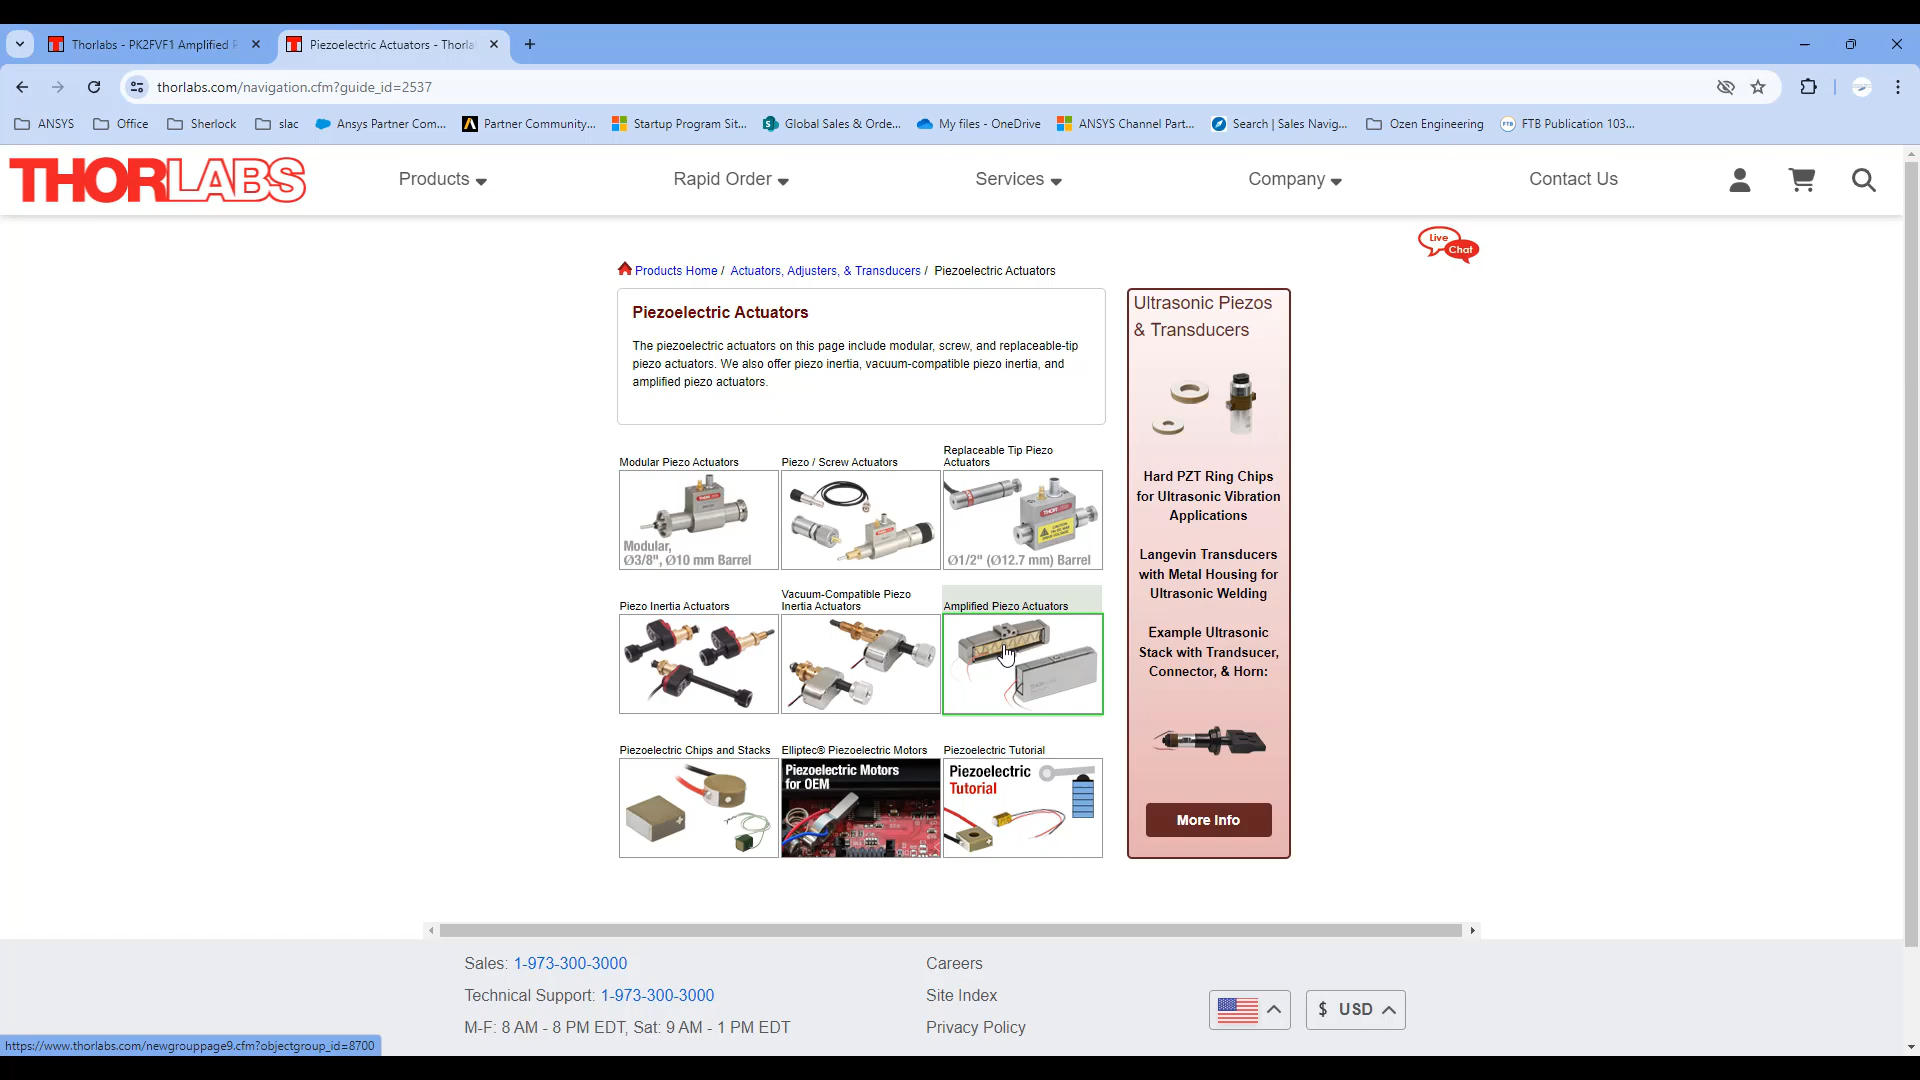 Thorlabs - PK2FVF1 Amplified P
Piezoelectric Actuators - Thorla
thorlabs.com/navigation.cfm?guide_id=2537
ANSYS
Office
Sherlock
slac
Ansys Partner Com...
Partner Community...
Startup Program Sit...
Global Sales & Orde...
My files - OneDrive
ANSYS Channel Part...
Search | Sales Navig...
Ozen Engineering
FTB Publication 103...
THORLABS
Products
Rapid Order
Services
Company
Contact Us
Live
Chat
Products Home / Actuators, Adjusters, & Transducers / Piezoelectric Actuators
Piezoelectric Actuators
The piezoelectric actuators on this page include modular, screw, and replaceable-tip
piezo actuators. We also offer piezo inertia, vacuum-compatible piezo inertia, and
amplified piezo actuators.
Modular Piezo Actuators
Modular,
Ø3/8", Ø10 mm Barrel
Piezo / Screw Actuators
Replaceable Tip Piezo
Actuators
Ø1/2" (Ø12.7 mm) Barrel
Piezo Inertia Actuators
Vacuum-Compatible Piezo
Inertia Actuators
Amplified Piezo Actuators
Piezoelectric Chips and Stacks
Elliptec® Piezoelectric Motors
Piezoelectric Motors
for OEM
Piezoelectric Tutorial
Piezoelectric
Tutorial
Ultrasonic Piezos
& Transducers
Hard PZT Ring Chips
for Ultrasonic Vibration
Applications
Langevin Transducers
with Metal Housing for
Ultrasonic Welding
Example Ultrasonic
Stack with Trandsucer,
Connector, & Horn:
More Info
Sales: 1-973-300-3000
Technical Support: 1-973-300-3000
M-F: 8 AM - 8 PM EDT, Sat: 9 AM - 1 PM EDT
Careers
Site Index
Privacy Policy
$ USD
https://www.thorlabs.com/newgrouppage9.cfm?objectgroup_id=8700